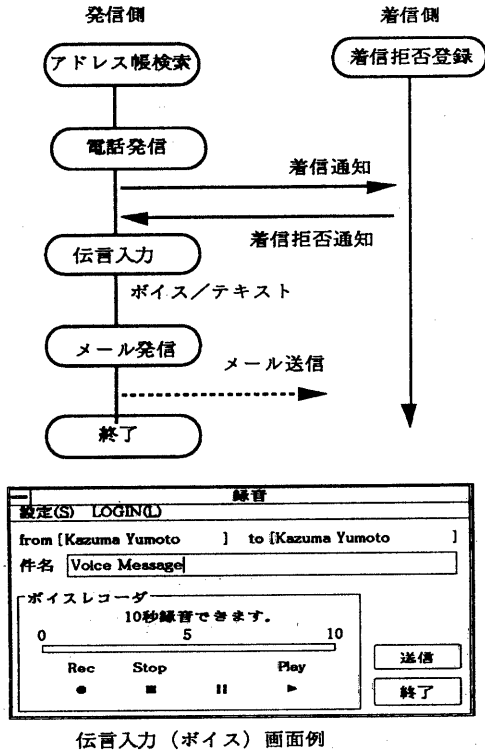 発信側
着信側
アドレス帳検索
着信拒否登録
電話発信
着信通知
着信拒否通知
伝言入力
ボイス／テキスト
メール発信
メール送信
終了
録音
設定(S) LOGIN(L)
from [Kazuma Yumoto ] to [Kazuma Yumoto ]
件名 Voice Message
ボイスレコーダ
10秒録音できます。
0 5 10
Rec Stop Play
送信
終了
伝言入力（ボイス）画面例